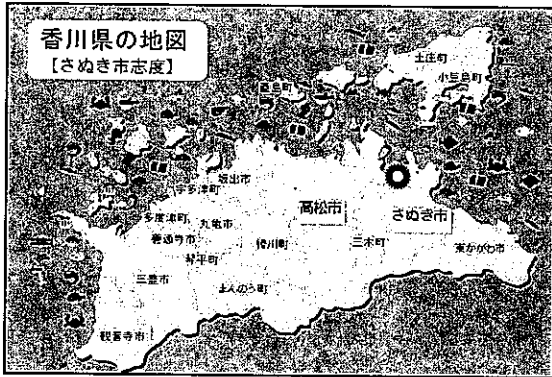 香川県の地図
【さぬき市志度】
土庄町
小豆島町
直島町
坂出市
宇多津町
多度津町
丸亀市
高松市
さぬき市
善通寺市
琴平町
綾川町
三木町
東かがわ市
三豊市
まんのう町
観音寺市